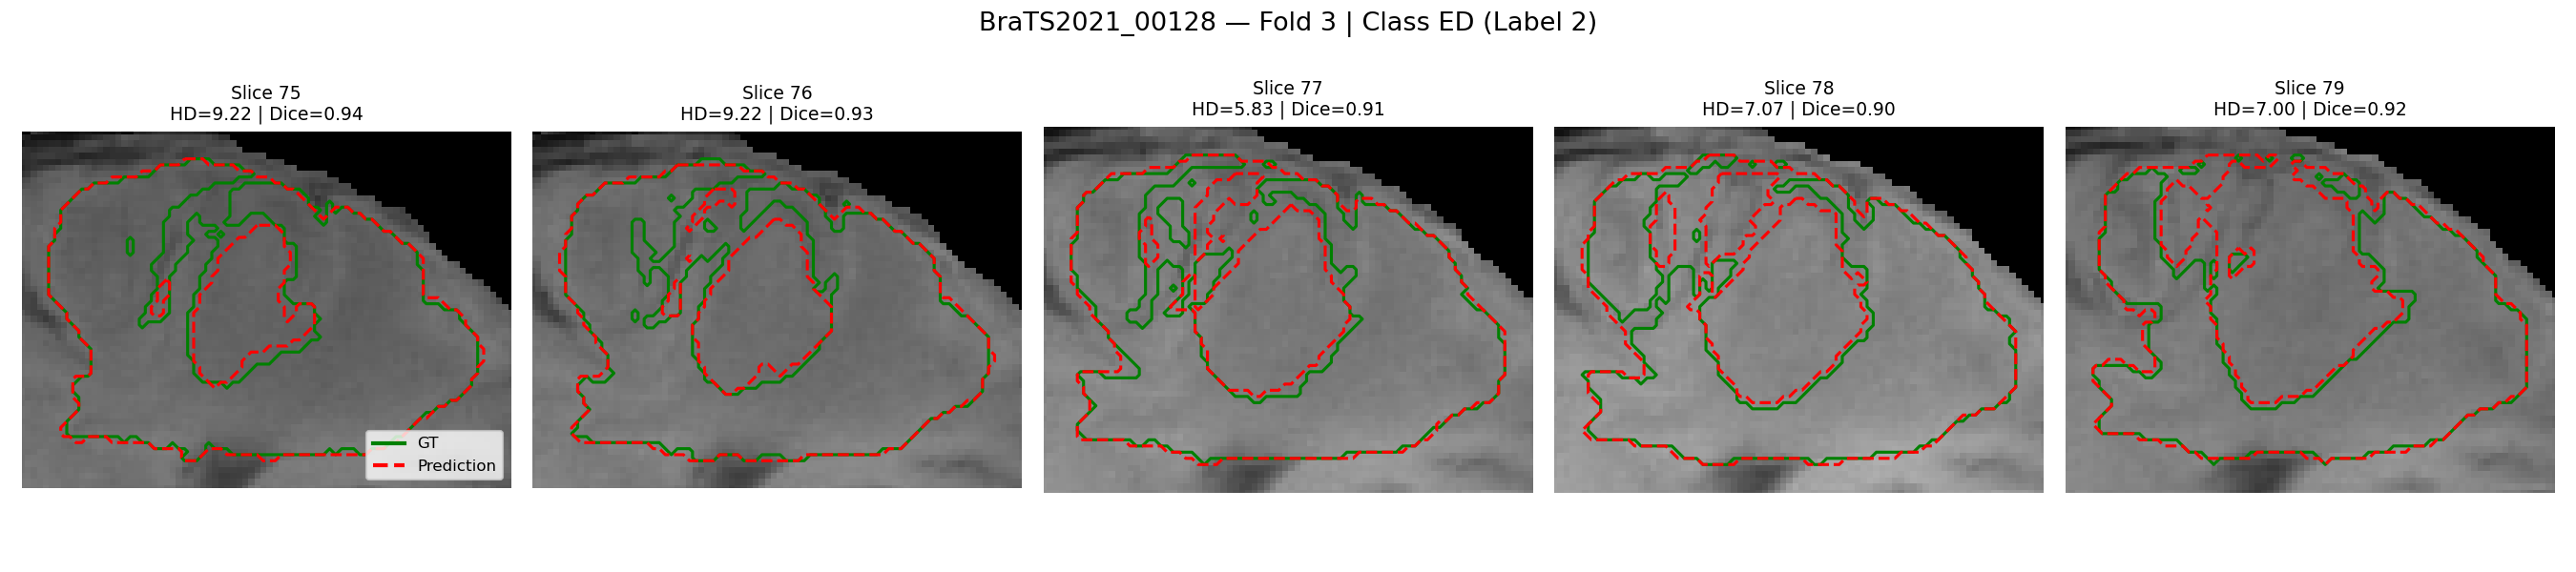 BraTS2021_00128 — Fold 3 | Class ED (Label 2)
Slice 75
HD=9.22 | Dice=0.94
Slice 76
HD=9.22 | Dice=0.93
Slice 77
HD=5.83 | Dice=0.91
Slice 78
HD=7.07 | Dice=0.90
Slice 79
HD=7.00 | Dice=0.92
GT
Prediction